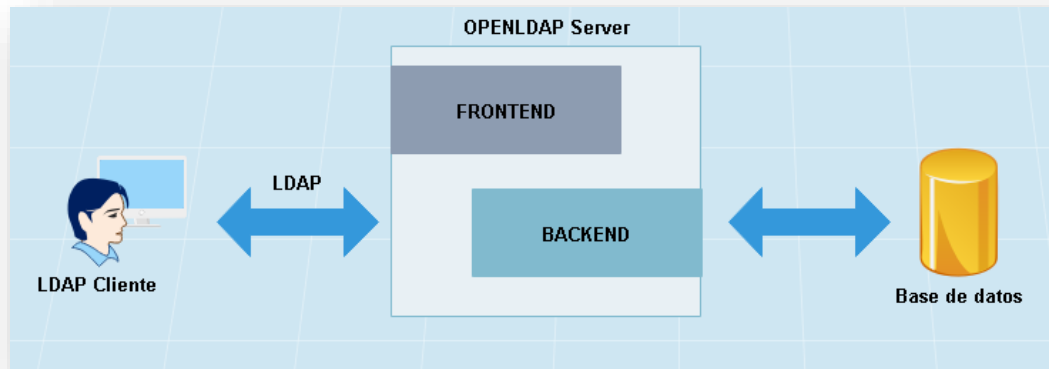 OPENLDAP Server
FRONTEND
LDAP
BACKEND
LDAP Cliente
Base de datos